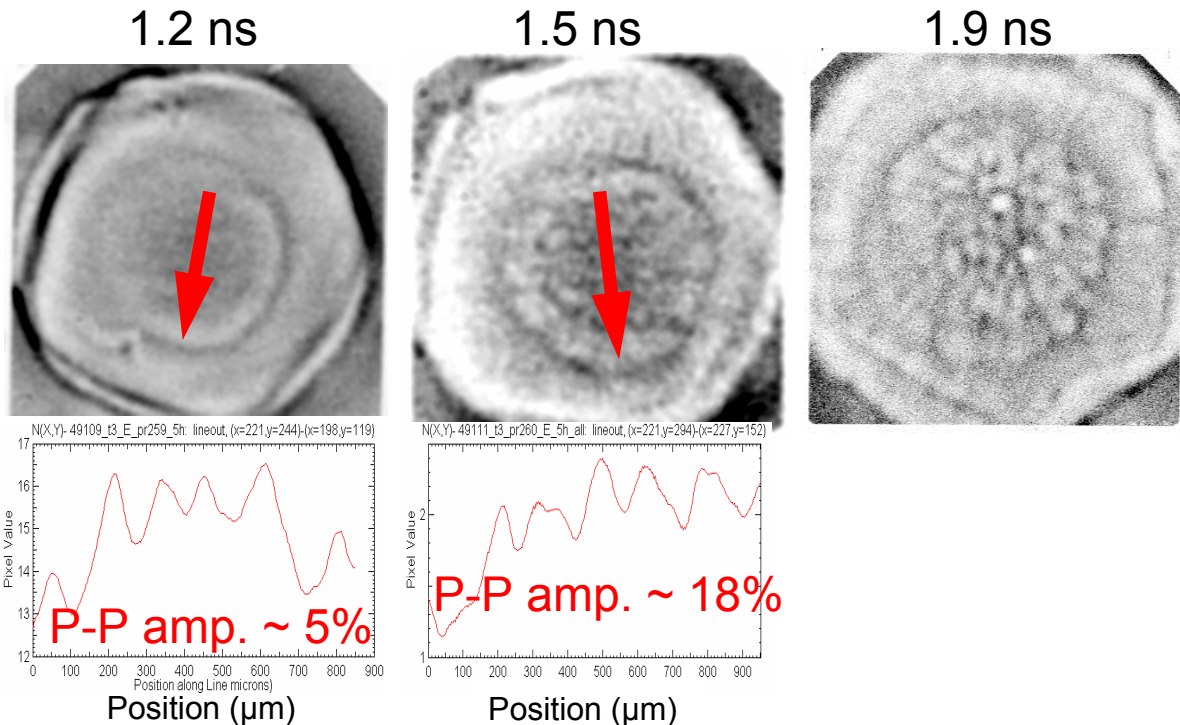 1.2 ns
1.5 ns
1.9 ns
N(X,Y)- 49109_t3_E_pr259_5h: lineout, (x=221,y=244)-(x=198,y=119)
17
16
15
14
13
12
Pixel Value
P-P amp. ~ 5%
0 100 200 300 400 500 600 700 800 900
Position along Line microns)
Position (µm)
N(X,Y)- 49111_t3_pr260_E_5h_all: lineout, (x=221,y=294)-(x=227,y=152)
2
1
Pixel Value
P-P amp. ~ 18%
0 100 200 300 400 500 600 700 800 900
Position (µm)